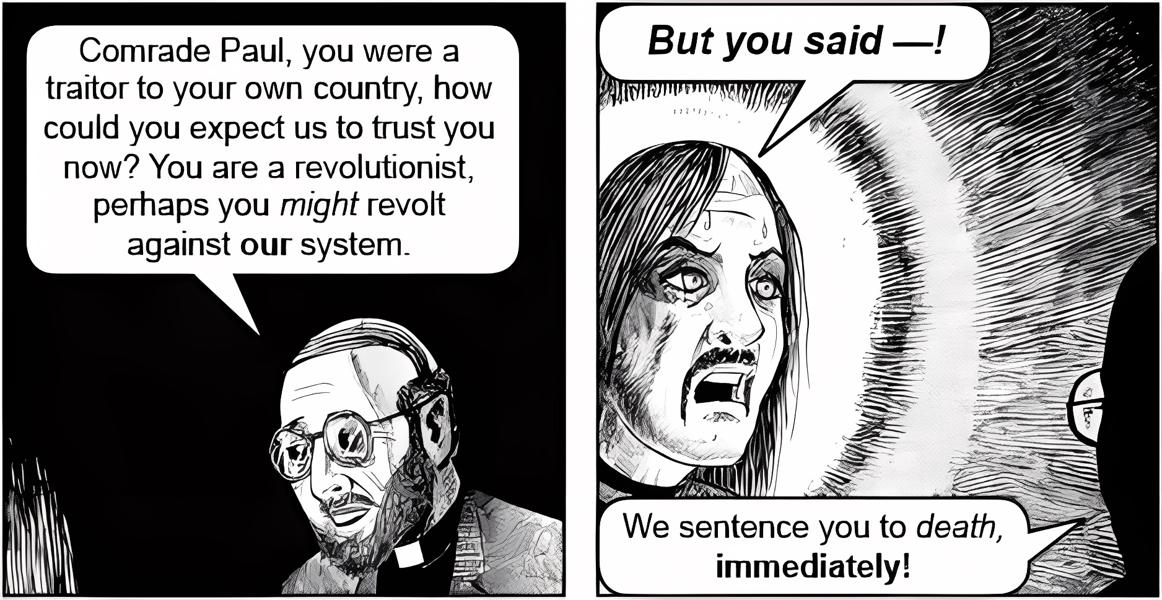 Comrade Paul, you were a
traitor to your own country, how
could you expect us to trust you
now? You are a revolutionist,
perhaps you might revolt
against our system.
But you said —!
We sentence you to death,
immediately!